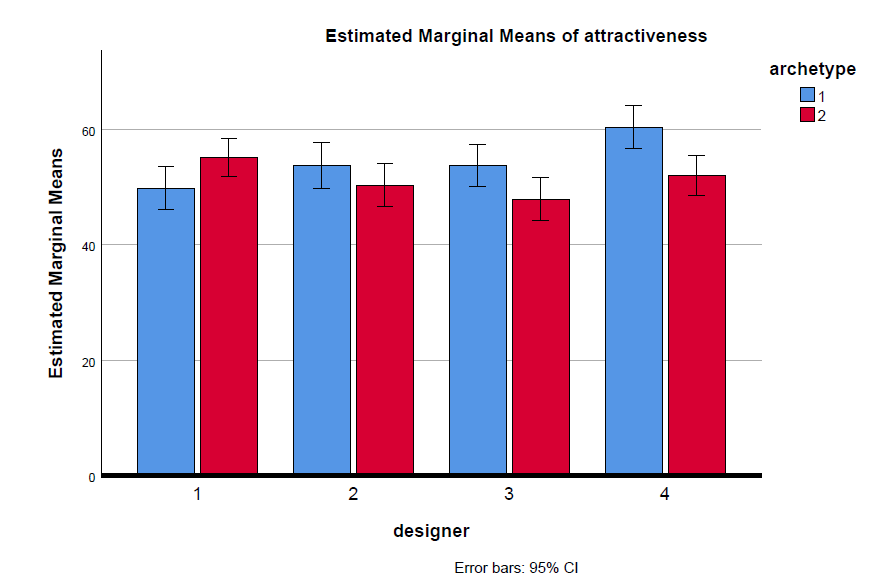 Estimated Marginal Means of attractiveness
archetype
1
2
Estimated Marginal Means
60
40
20
0
1 2 3 4
designer
Error bars: 95% CI